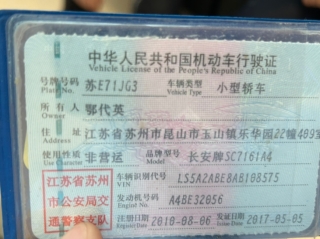 中华人民共和国机动车行驶证
Vehicle License of the People's Republic of China
号牌号码 苏E71JG3 车辆类型 小型轿车
Plate No. Vehicle Type
所有人 鄂代英
Owner
住址 江苏省苏州市昆山市玉山镇乐华园22幢409室
Address
使用性质 非营运 品牌型号 长安牌SC7161A4
Use Character Model
江苏省苏州市公安局交通警察支队
车辆识别代号 LS5A2ABE8AB108575
VIN
发动机号码 A4BE32056
Engine No.
注册日期 2010-08-06 发证日期 2017-05-05
Register Date Issue Date